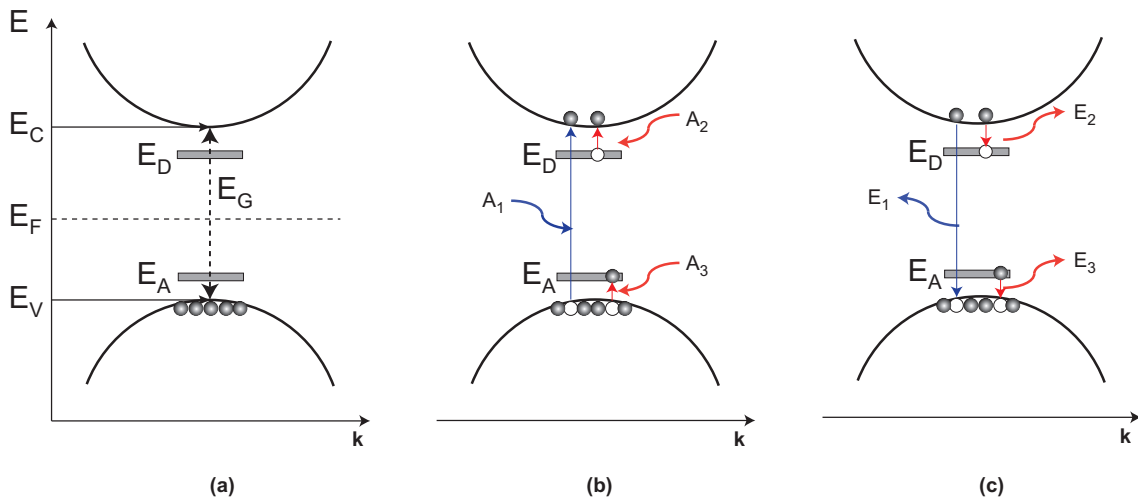 E
E_C
E_D
E_G
E_F
E_A
E_V
k
(a)
A_2
E_D
A_1
E_A
A_3
k
(b)
E_2
E_D
E_1
E_A
E_3
k
(c)